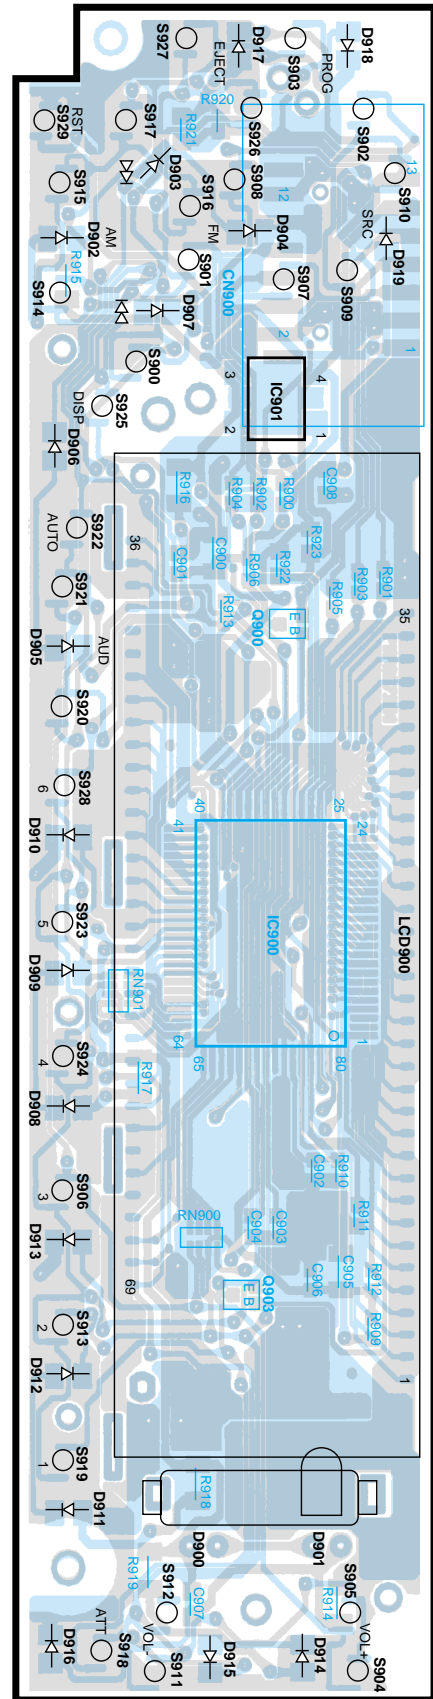 S927
D917
EJECT
S903
D918
PROG
S929
RST
S917
R921
R920
S926
S902
13
S910
S915
D903
S916
S908
12
D902
AM
R915
FM
D904
SRC
D919
S914
S901
CN900
S907
S909
D907
2
1
S900
3
4
IC901
2
1
DISP
S925
D906
S922
AUTO
36
R916
R904
R902
R900
C908
S921
C901
C900
R906
R922
R923
R913
R905
R903
R901
35
D905
AUD
Q900
E B
S920
S928
6
40
25
D910
41
24
S923
5
IC900
LCD900
D909
RN901
S924
4
64
65
80
1
R917
D908
S906
3
C902
R910
R911
D913
RN900
C904
C903
69
Q903
E B
C906
C905
R912
S913
2
R909
D912
1
S919
1
D911
R918
D900
D901
R919
S912
C907
R914
S905
ATT
VOL-
VOL+
D916
S918
S911
D915
D914
S904